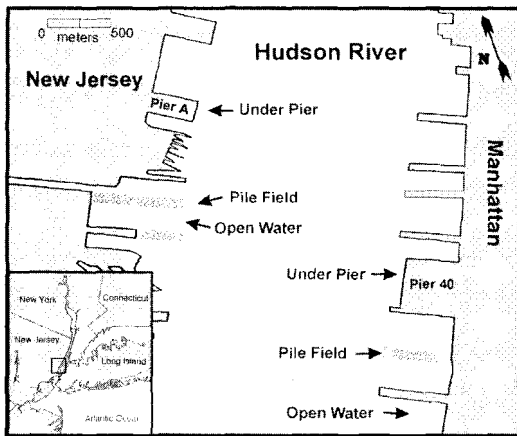 0 500
meters
New Jersey
Hudson River
N
Pier A
Under Pier
Manhattan
Pile Field
Open Water
Under Pier
Pier 40
Pile Field
Open Water
New York
Connecticut
New Jersey
Long Island
Atlantic Ocean